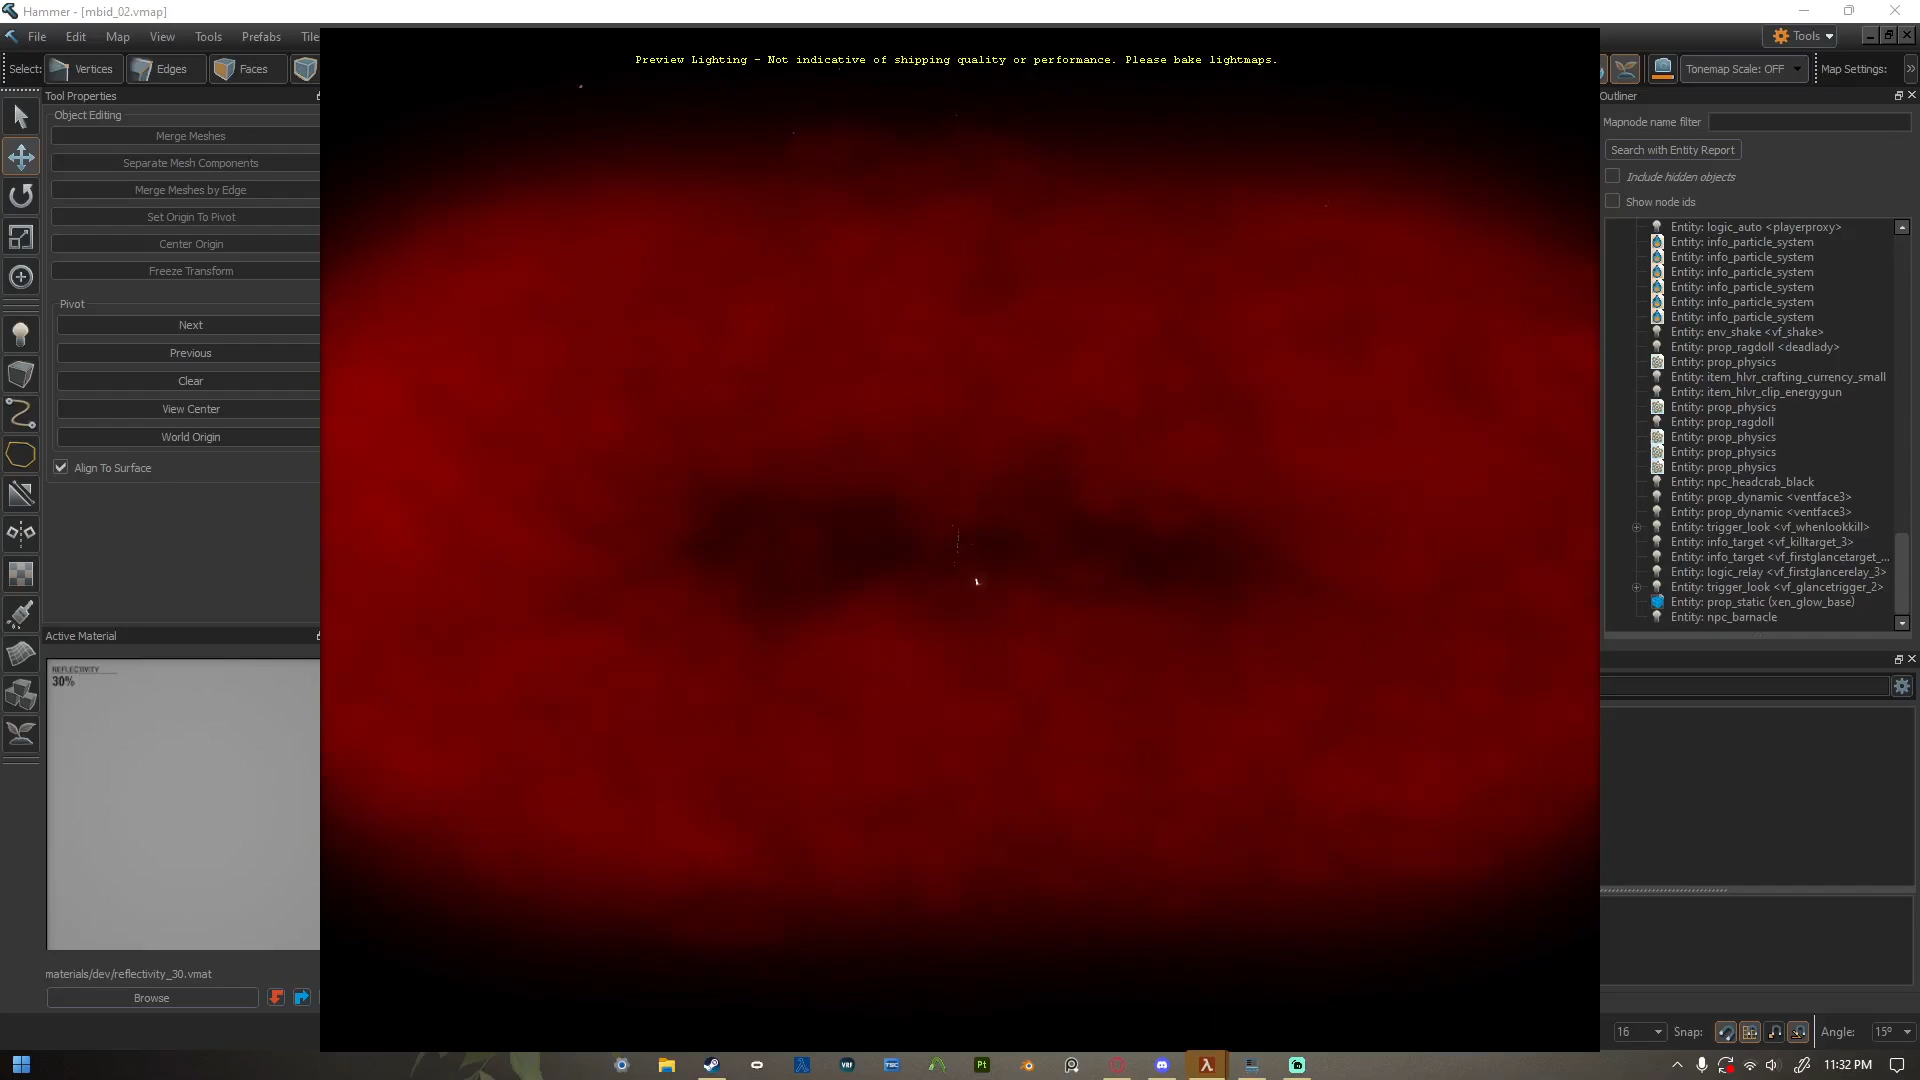 Hammer - [mbid_02.vmap]
File Edit Map View Tools Prefabs Tile
Tools
Select: Vertices Edges Faces
Tonemap Scale: OFF Map Settings:
Preview Lighting - Not indicative of shipping quality or performance. Please bake lightmaps.
Tool Properties
Object Editing
Merge Meshes
Separate Mesh Components
Merge Meshes by Edge
Set Origin To Pivot
Center Origin
Freeze Transform
Pivot
Next
Previous
Clear
View Center
World Origin
Align To Surface
Active Material
REFLECTIVITY
30%
materials/dev/reflectivity_30.vmat
Browse
Outliner
Mapnode name filter
Search with Entity Report
Include hidden objects
Show node ids
Entity: logic_auto <playerproxy>
Entity: info_particle_system
Entity: info_particle_system
Entity: info_particle_system
Entity: info_particle_system
Entity: info_particle_system
Entity: info_particle_system
Entity: env_shake <vf_shake>
Entity: prop_ragdoll <deadlady>
Entity: prop_physics
Entity: item_hlvr_crafting_currency_small
Entity: item_hlvr_clip_energygun
Entity: prop_physics
Entity: prop_ragdoll
Entity: prop_physics
Entity: prop_physics
Entity: prop_physics
Entity: npc_headcrab_black
Entity: prop_dynamic <ventface3>
Entity: prop_dynamic <ventface3>
Entity: trigger_look <vf_whenlookkill>
Entity: info_target <vf_killtarget_3>
Entity: info_target <vf_firstglancetarget_...
Entity: logic_relay <vf_firstglancerelay_3>
Entity: trigger_look <vf_glancetrigger_2>
Entity: prop_static (xen_glow_base)
Entity: npc_barnacle
16 Snap: Angle: 15°
VRF TSC Pt
11:32 PM